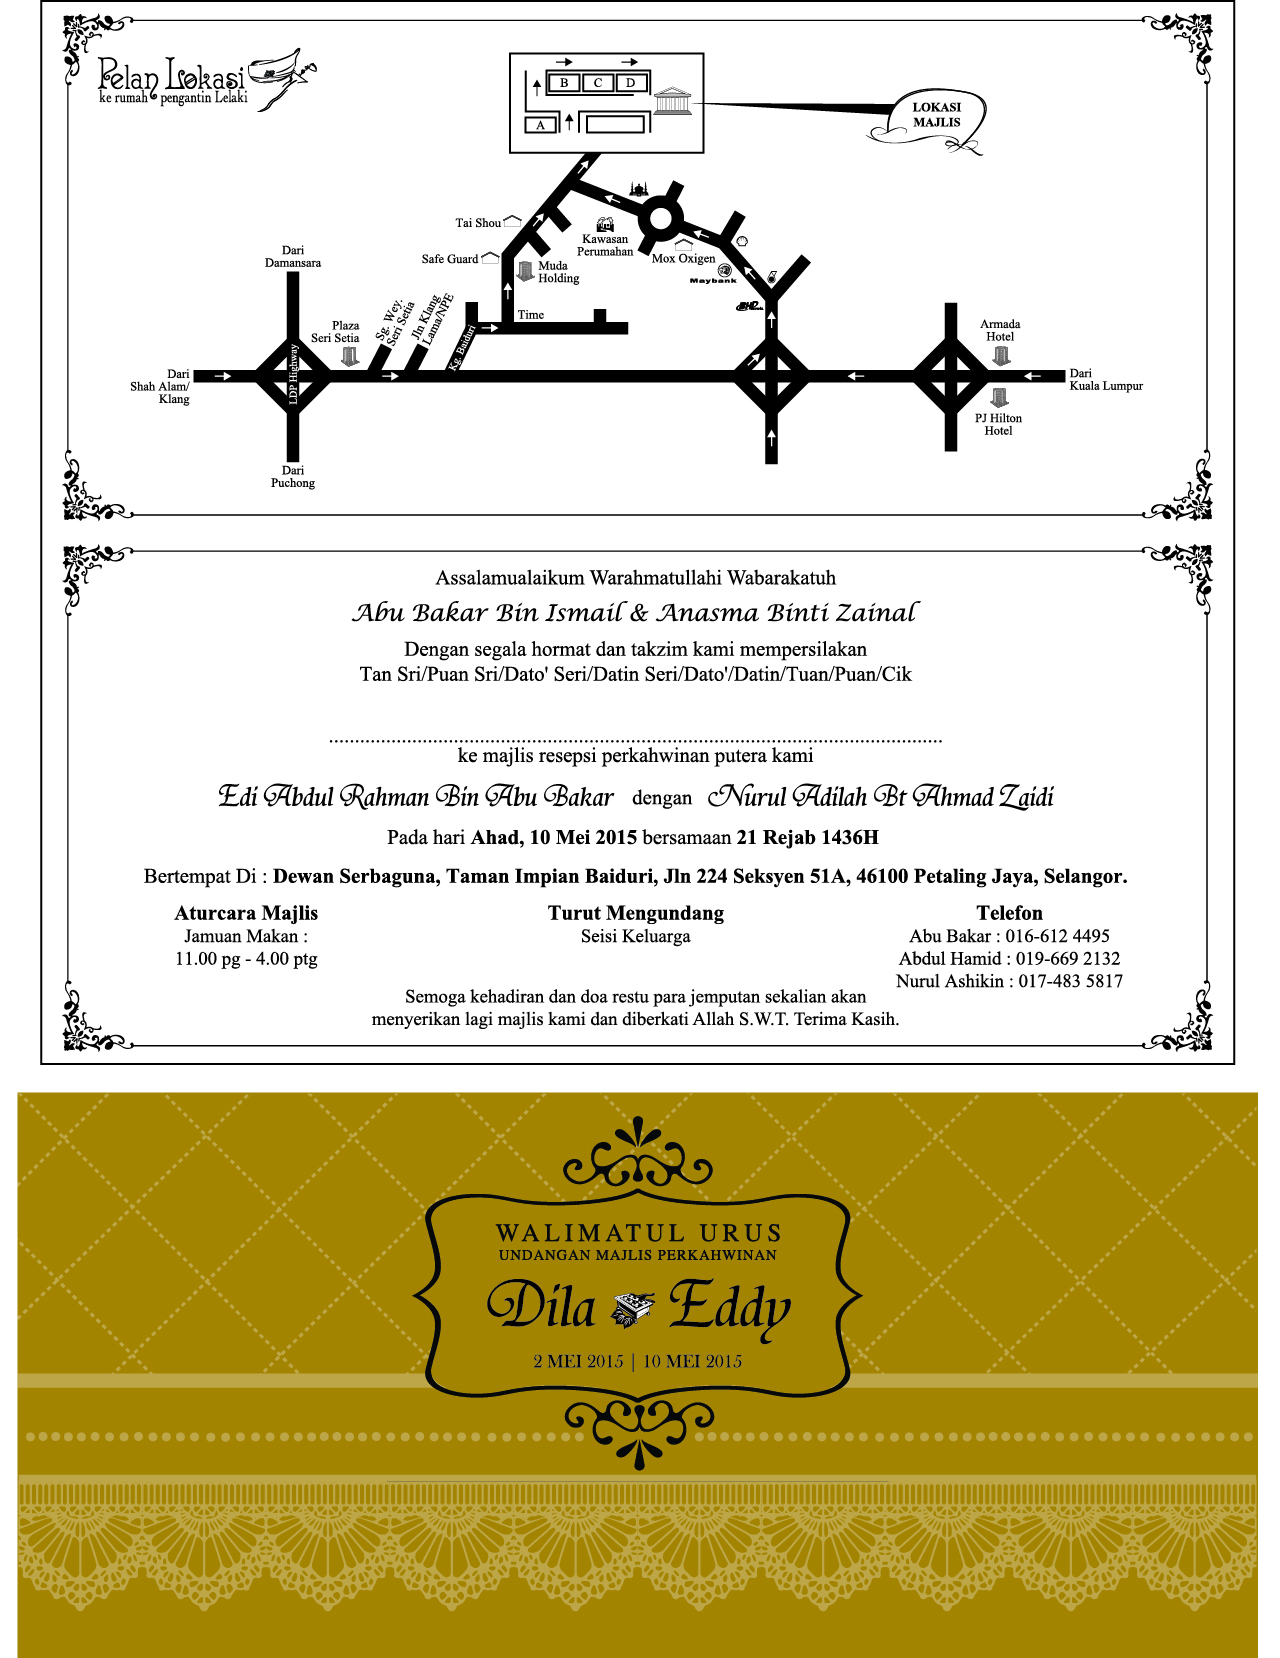 Pelan Lokasi
ke rumah pengantin Lelaki
B C D
A
LOKASI
MAJLIS
Tai Shou
Kawasan
Perumahan
Safe Guard
Mox Oxigen
Muda
Holding
Maybank
BHP
Dari
Damansara
Sg. Wey.
Seri Setia
Jln Klang
Lama/NPE
Time
Plaza
Seri Setia
Kg. Baiduri
LDP Highway
Armada
Hotel
Dari
Shah Alam/
Klang
Dari
Kuala Lumpur
PJ Hilton
Hotel
Dari
Puchong
Assalamualaikum Warahmatullahi Wabarakatuh
Abu Bakar Bin Ismail & Anasma Binti Zainal
Dengan segala hormat dan takzim kami mempersilakan
Tan Sri/Puan Sri/Dato' Seri/Datin Seri/Dato'/Datin/Tuan/Puan/Cik
......................................................................................................................
ke majlis resepsi perkahwinan putera kami
Edi Abdul Rahman Bin Abu Bakar dengan Nurul Adilah Bt Ahmad Zaidi
Pada hari Ahad, 10 Mei 2015 bersamaan 21 Rejab 1436H
Bertempat Di : Dewan Serbaguna, Taman Impian Baiduri, Jln 224 Seksyen 51A, 46100 Petaling Jaya, Selangor.
Aturcara Majlis
Jamuan Makan :
11.00 pg - 4.00 ptg
Turut Mengundang
Seisi Keluarga
Telefon
Abu Bakar : 016-612 4495
Abdul Hamid : 019-669 2132
Nurul Ashikin : 017-483 5817
Semoga kehadiran dan doa restu para jemputan sekalian akan
menyerikan lagi majlis kami dan diberkati Allah S.W.T. Terima Kasih.
WALIMATUL URUS
UNDANGAN MAJLIS PERKAHWINAN
Dila Eddy
2 MEI 2015 | 10 MEI 2015